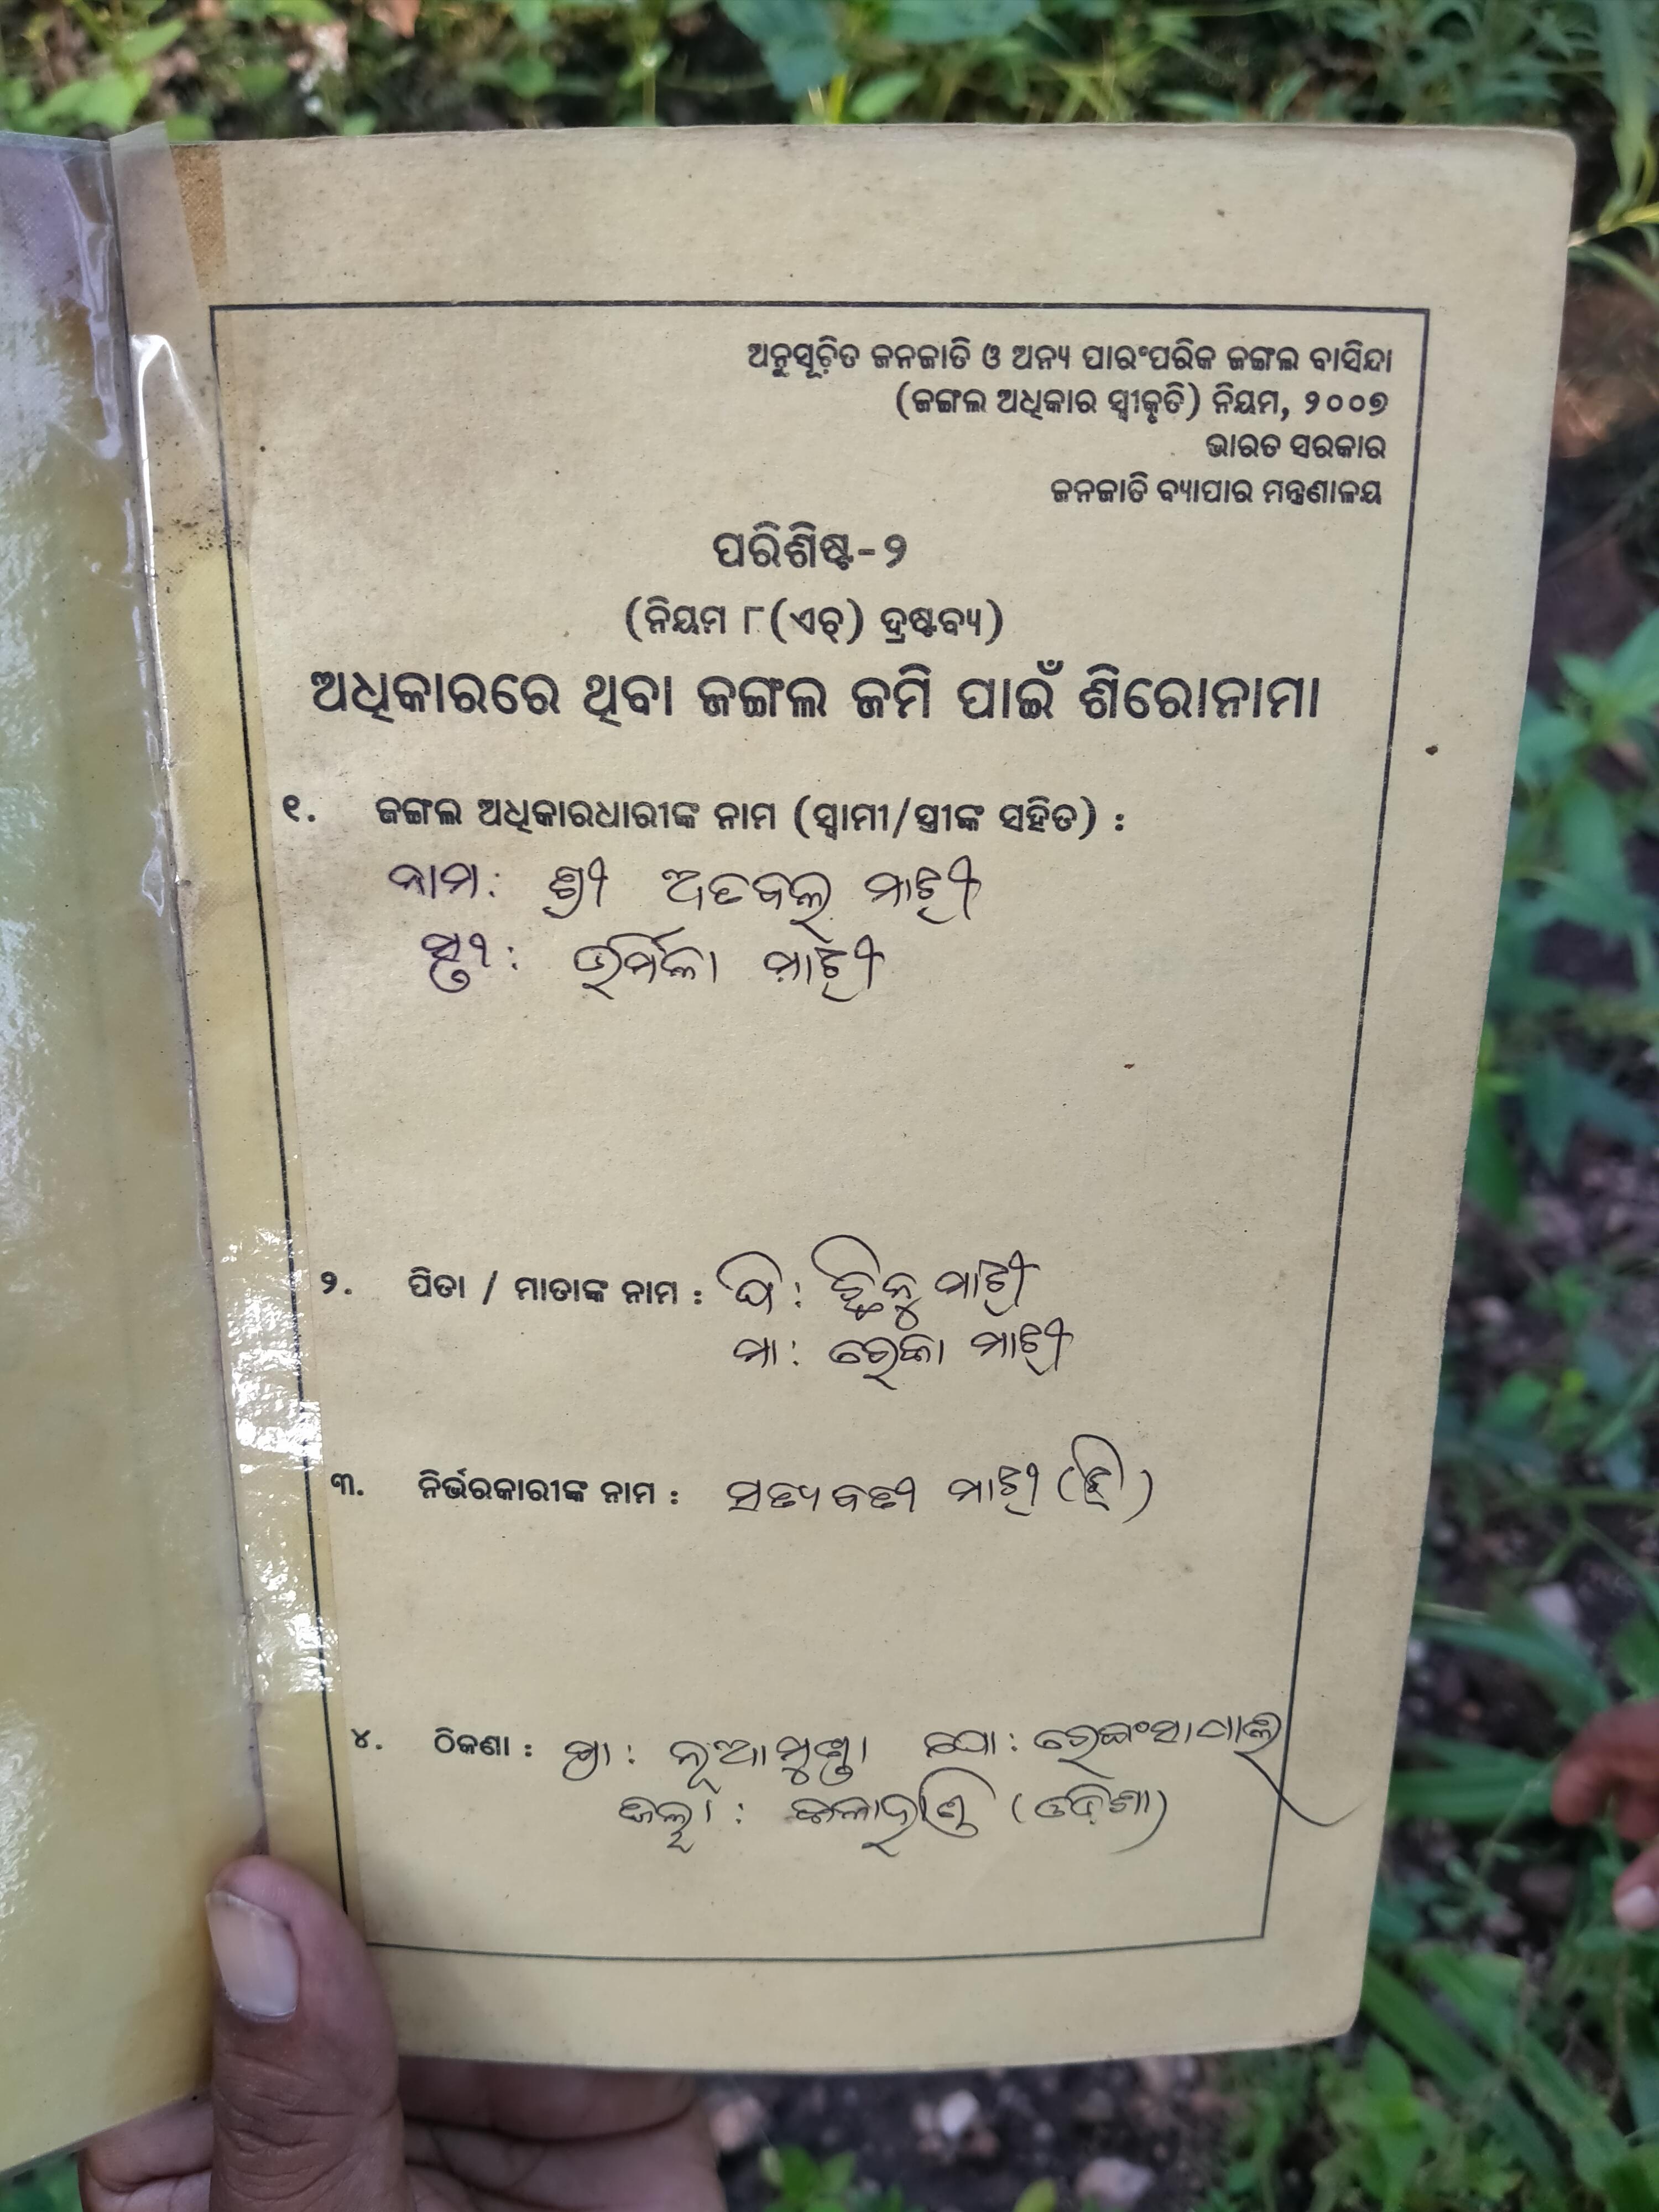 ଅନୁସୂଚିତ ଜନଜାତି ଓ ଅନ୍ୟ ପାରଂପରିକ ଜଙ୍ଗଲ ବାସିନ୍ଦା
(ଜଙ୍ଗଲ ଅଧିକାର ସ୍ୱୀକୃତି) ନିୟମ, ୨୦୦୭
ଭାରତ ସରକାର
ଜନଜାତି ବ୍ୟାପାର ମନ୍ତ୍ରଣାଳୟ
ପରିଶିଷ୍ଟ-୨
(ନିୟମ ୮(ଏଚ୍) ଦ୍ରଷ୍ଟବ୍ୟ)
ଅଧିକାରରେ ଥିବା ଜଙ୍ଗଲ ଜମି ପାଇଁ ଶିରୋନାମା
୧. ଜଙ୍ଗଲ ଅଧିକାରଧାରୀଙ୍କ ନାମ (ସ୍ୱାମୀ/ସ୍ତ୍ରୀଙ୍କ ସହିତ) :
ନାମ: ଶ୍ରୀ ମାଝୀ
ସ୍ତ୍ରୀ: ଉର୍ମିଳା ମାଝୀ
୨. ପିତା / ମାତାଙ୍କ ନାମ : ପି: ମାଝୀ
ମା: ମାଝୀ
୩. ନିର୍ଭରକାରୀଙ୍କ ନାମ : ସତ୍ୟବତୀ ମାଝୀ (ଝି)
୪. ଠିକଣା : ଗ୍ରା: ନୂଆମୁଣ୍ଡା ପୋ:
ଜିଲ୍ଲା: କଳାହାଣ୍ଡି (ଓଡ଼ିଶା)